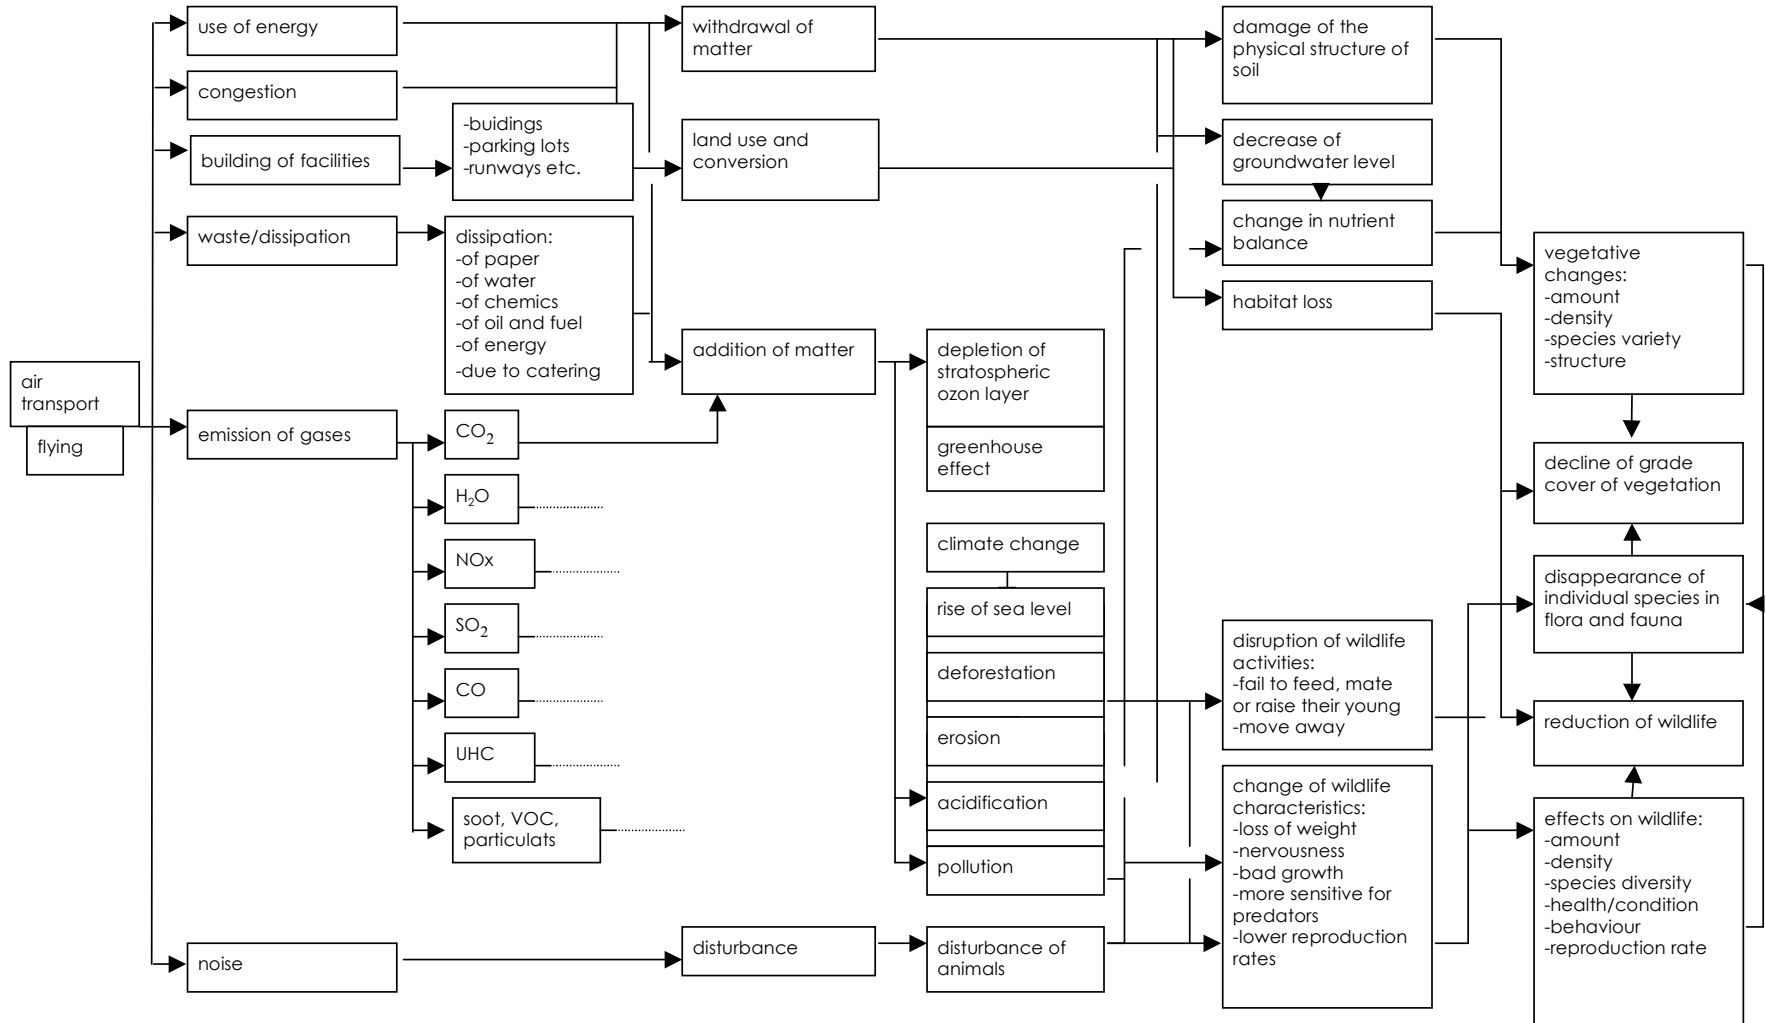 air
transport
flying
use of energy
congestion
building of facilities
waste/dissipation
emission of gases
noise
-buidings
-parking lots
-runways etc.
dissipation:
-of paper
-of water
-of chemics
-of oil and fuel
-of energy
-due to catering
CO₂
H₂O
NOx
SO₂
CO
UHC
soot, VOC,
particulats
withdrawal of
matter
land use and
conversion
addition of matter
disturbance
depletion of
stratospheric
ozon layer
greenhouse
effect
climate change
rise of sea level
deforestation
erosion
acidification
pollution
disturbance of
animals
damage of the
physical structure of
soil
decrease of
groundwater level
change in nutrient
balance
habitat loss
disruption of wildlife
activities:
-fail to feed, mate
or raise their young
-move away
change of wildlife
characteristics:
-loss of weight
-nervousness
-bad growth
-more sensitive for
predators
-lower reproduction
rates
vegetative
changes:
-amount
-density
-species variety
-structure
decline of grade
cover of vegetation
disappearance of
individual species in
flora and fauna
reduction of wildlife
effects on wildlife:
-amount
-density
-species diversity
-health/condition
-behaviour
-reproduction rate